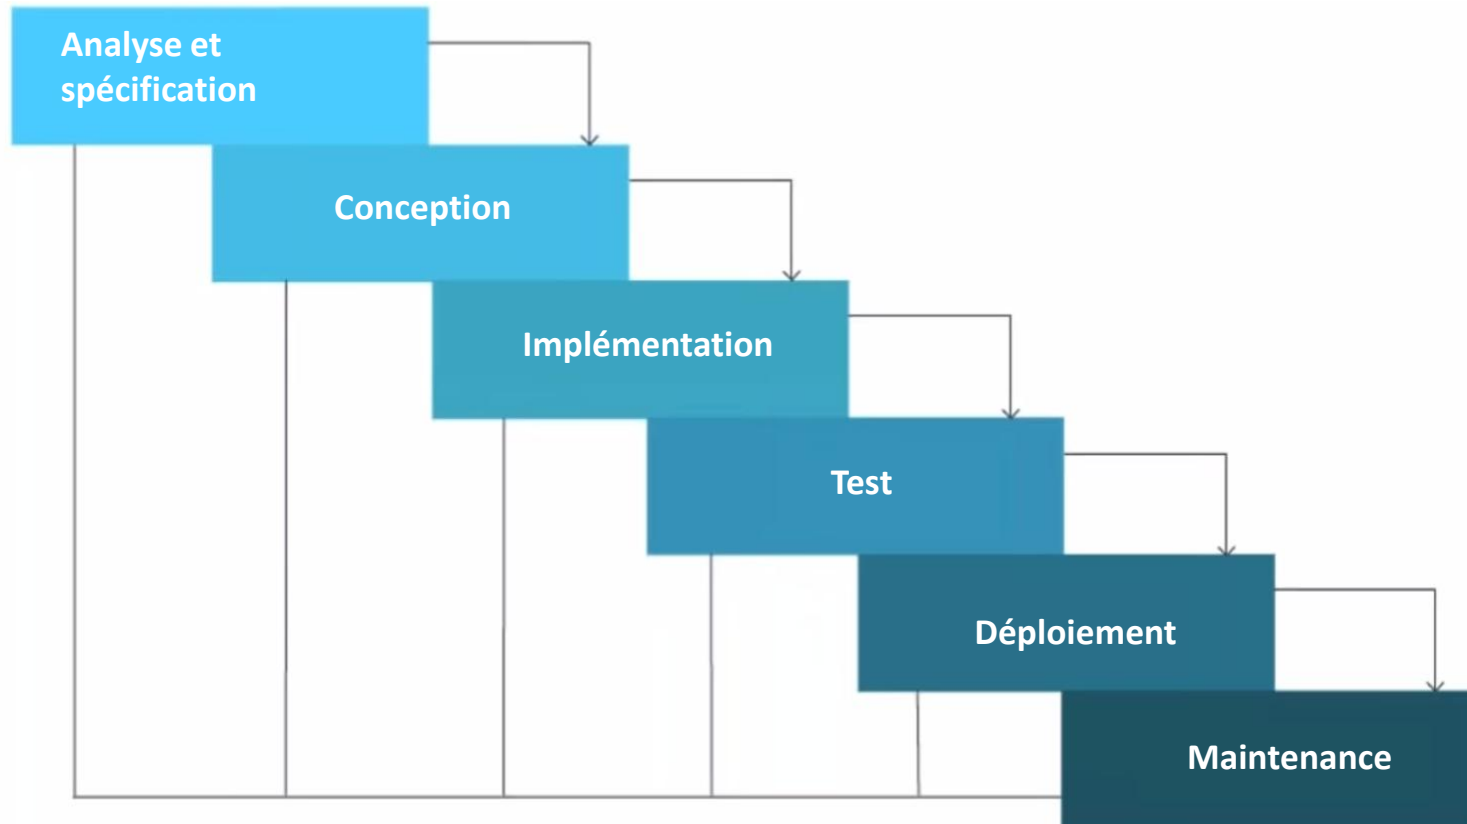 Analyse et
spécification
Conception
Implémentation
Test
Déploiement
Maintenance